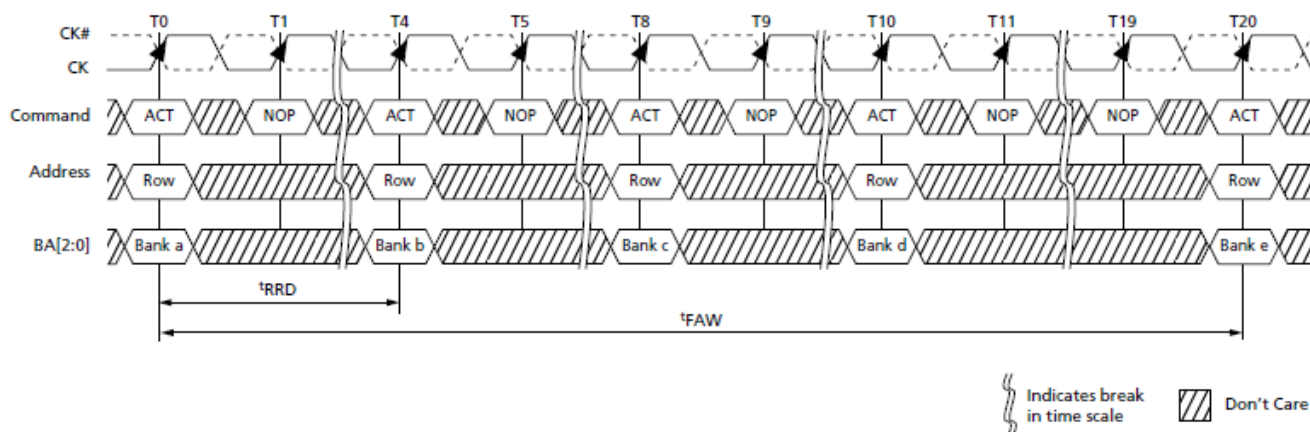 T0 T1 T4 T5 T8 T9 T10 T11 T19 T20
CK#
CK
Command ACT NOP ACT NOP ACT NOP ACT NOP NOP ACT
Address Row Row Row Row Row
BA[2:0] Bank a Bank b Bank c Bank d Bank e
tRRD
tFAW
Indicates break
in time scale
Don't Care